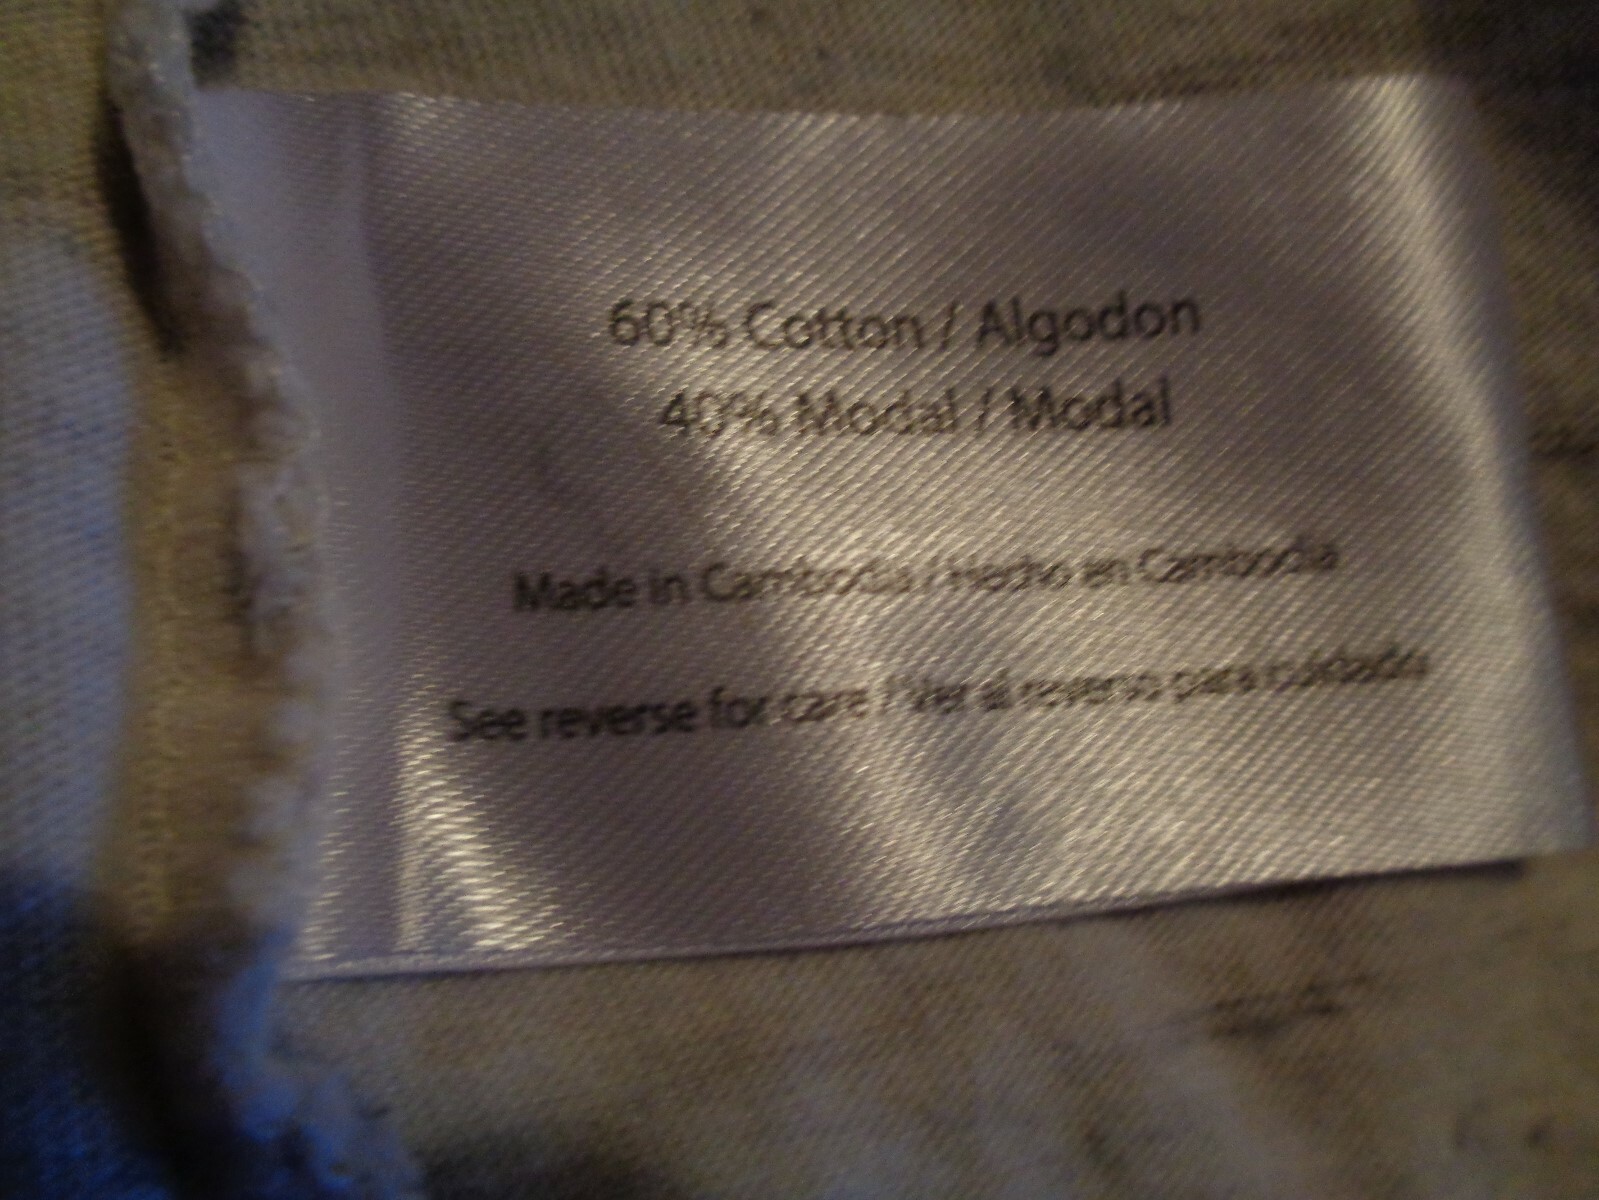 60% Cotton / Algodon
40% Modal / Modal
Made in Cambodia / Hecho en Cambodia
See reverse for care / Ver al reverso para cuidado